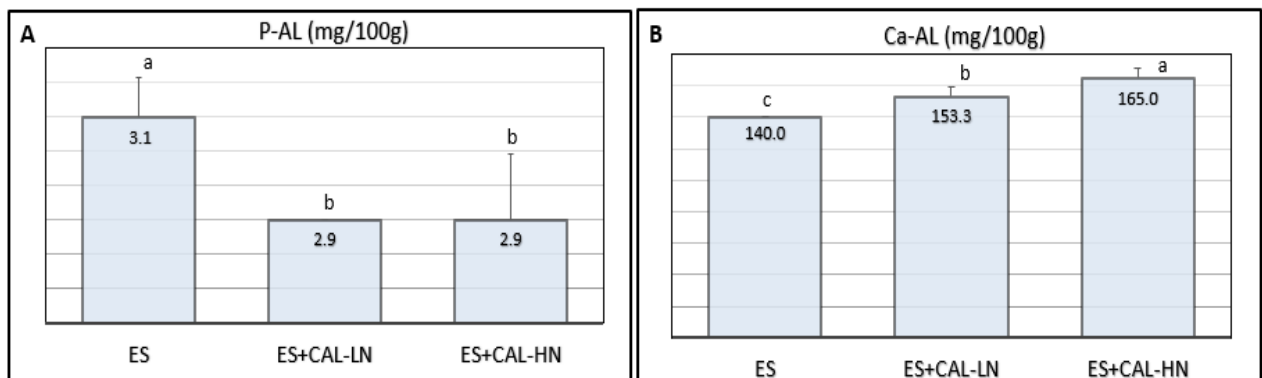 A
P-AL (mg/100g)
a
3.1
b
2.9
b
2.9
ES
ES+CAL-LN
ES+CAL-HN
B
Ca-AL (mg/100g)
c
140.0
b
153.3
a
165.0
ES
ES+CAL-LN
ES+CAL-HN